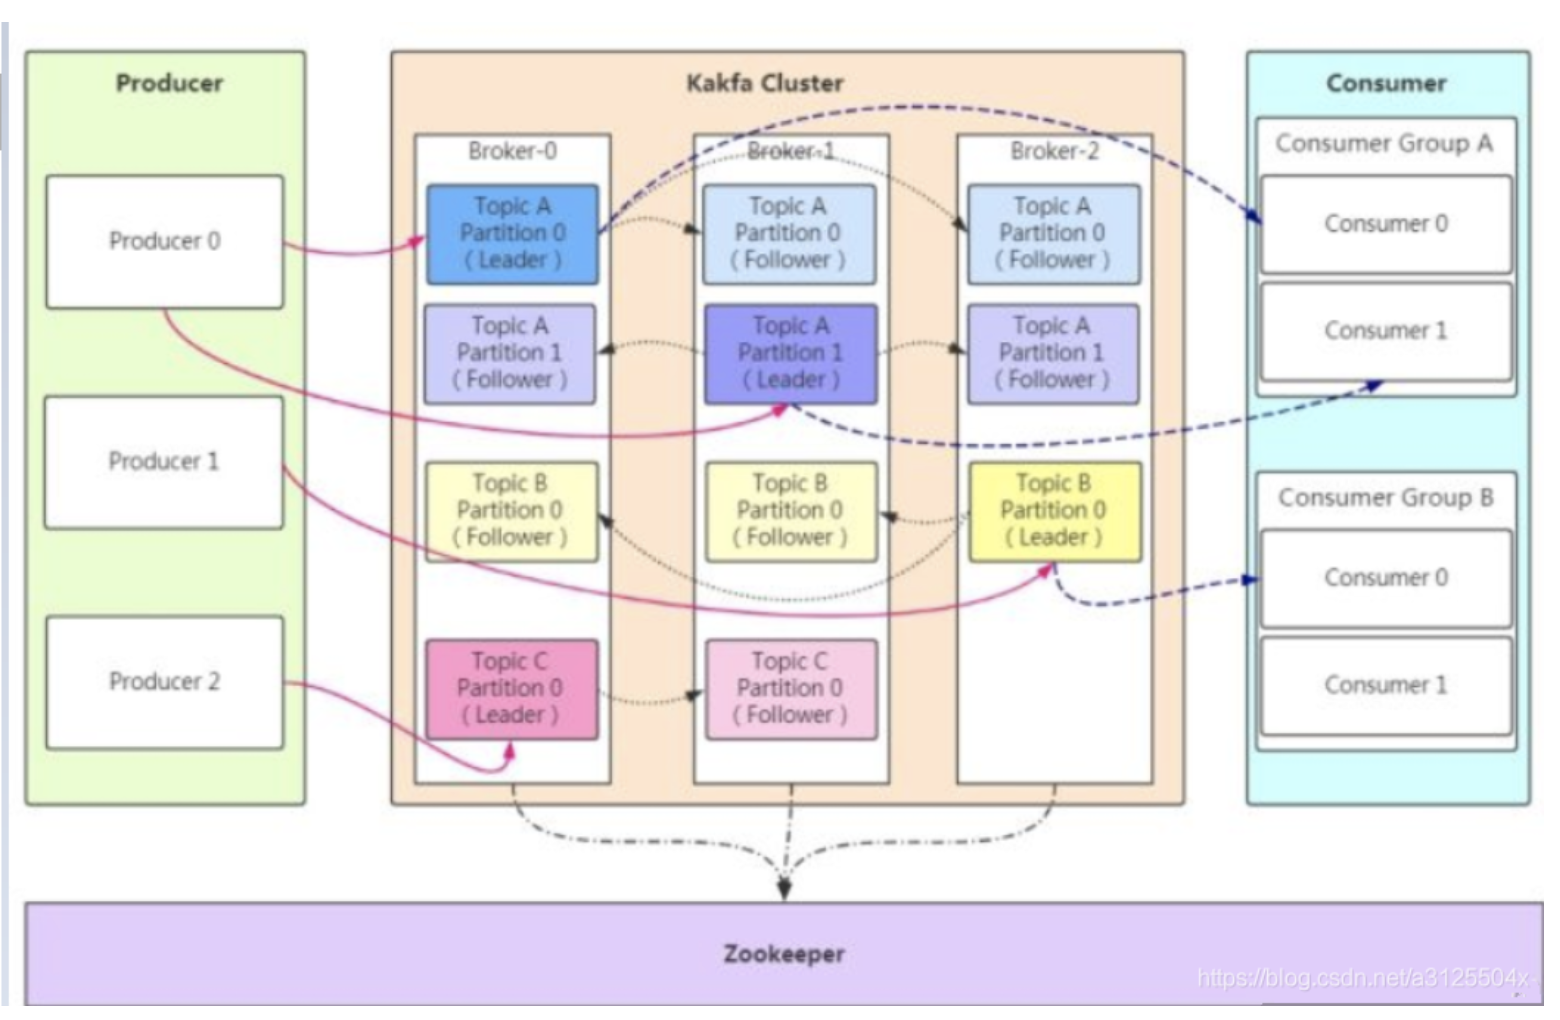 Producer
Producer 0
Producer 1
Producer 2
Kakfa Cluster
Broker-0
Topic A
Partition 0
( Leader )
Topic A
Partition 1
( Follower )
Topic B
Partition 0
( Follower )
Topic C
Partition 0
( Leader )
Broker-1
Topic A
Partition 0
( Follower )
Topic A
Partition 1
( Leader )
Topic B
Partition 0
( Follower )
Topic C
Partition 0
( Follower )
Broker-2
Topic A
Partition 0
( Follower )
Topic A
Partition 1
( Follower )
Topic B
Partition 0
( Leader )
Consumer
Consumer Group A
Consumer 0
Consumer 1
Consumer Group B
Consumer 0
Consumer 1
Zookeeper
https://blog.csdn.net/a3125504x